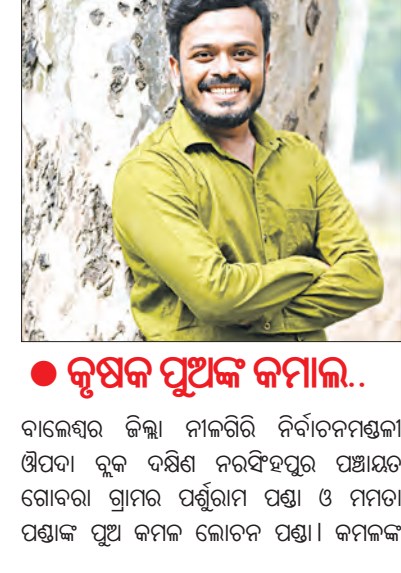 ● କୃଷକ ପୁଅଙ୍କ କମାଲ..
ବାଲେଶ୍ୱର ଜିଲ୍ଲା ନୀଳଗିରି ନିର୍ବାଚନମଣ୍ଡଳୀ
ଔପଦା ବ୍ଲକ ଦକ୍ଷିଣ ନରସିଂହପୁର ପଞ୍ଚାୟତ
ଗୋବରା ଗ୍ରାମର ପର୍ଶୁରାମ ପଣ୍ଡା ଓ ମମତା
ପଣ୍ଡାଙ୍କ ପୁଅ କମଳ ଲୋଚନ ପଣ୍ଡା। କମଳଙ୍କ